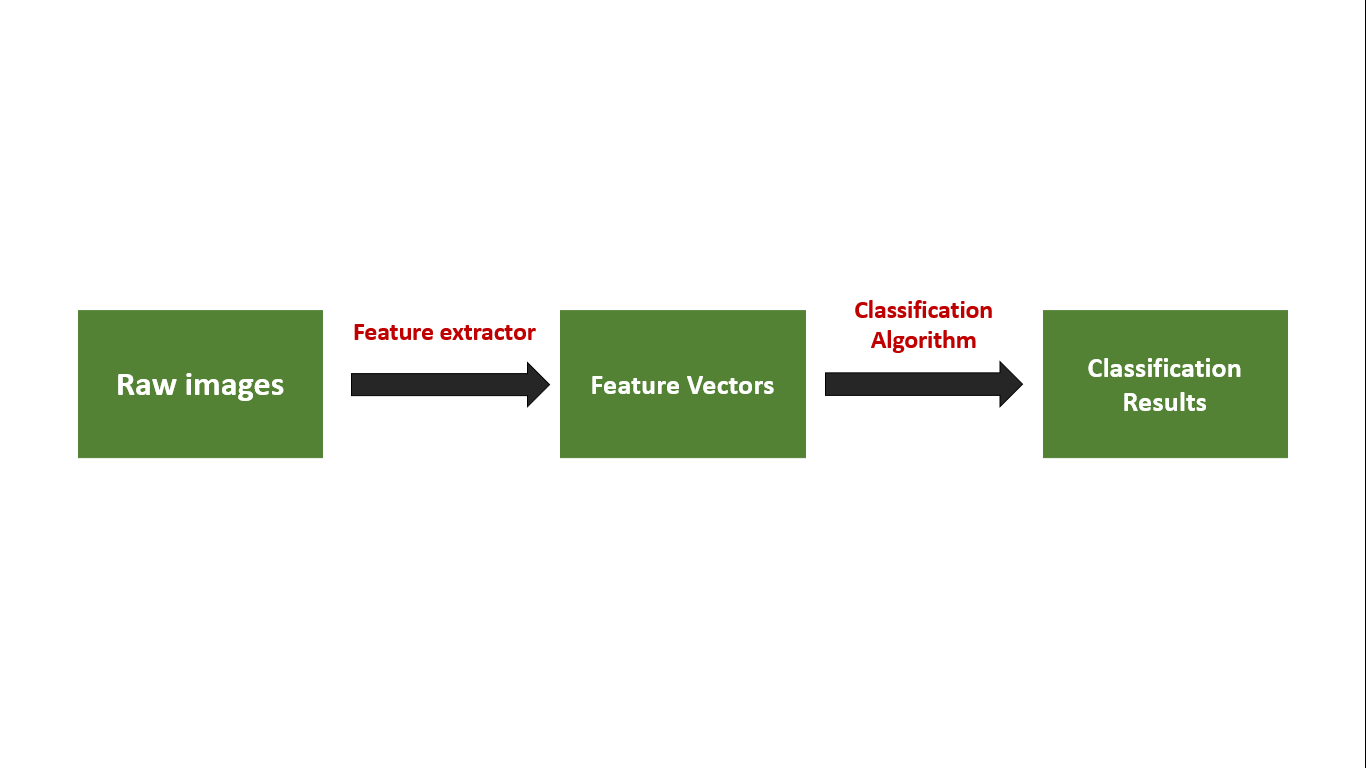 Raw images
Feature extractor
Feature Vectors
Classification
Algorithm
Classification
Results